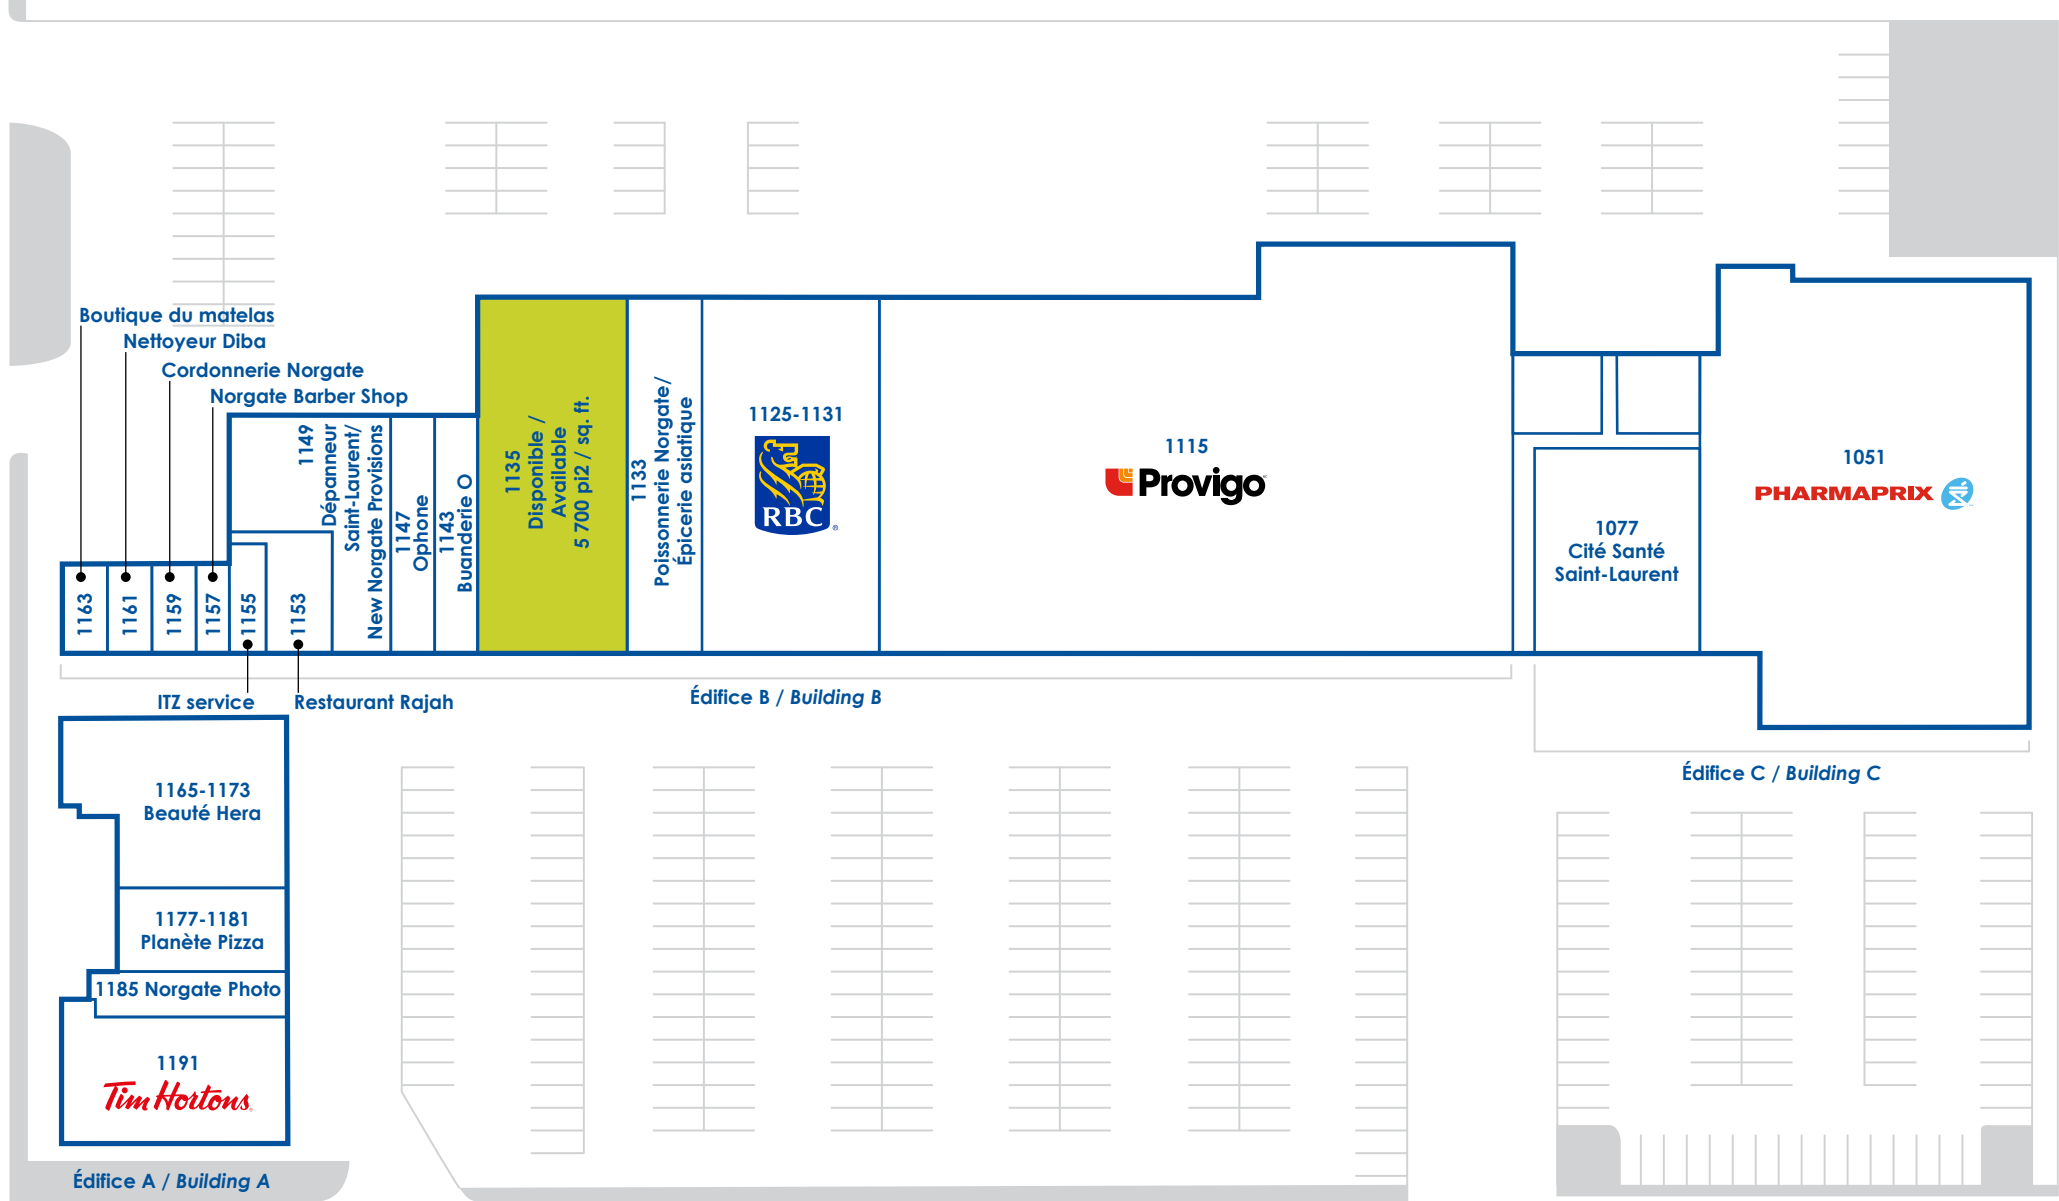 Boutique du matelas
Nettoyeur Diba
Cordonnerie Norgate
Norgate Barber Shop
1163
1161
1159
1157
1155
1153
ITZ service
Restaurant Rajah
1149
Dépanneur
Saint-Laurent/
New Norgate Provisions
1147
Ophone
1143
Buanderie O
1135
Disponible /
Available
5 700 pi2 / sq. ft.
1133
Poissonnerie Norgate/
Épicerie asiatique
1125-1131
RBC
1115
Provigo
1077
Cité Santé
Saint-Laurent
1051
PHARMAPRIX
Édifice B / Building B
Édifice C / Building C
1165-1173
Beauté Hera
1177-1181
Planète Pizza
1185 Norgate Photo
1191
Tim Hortons
Édifice A / Building A